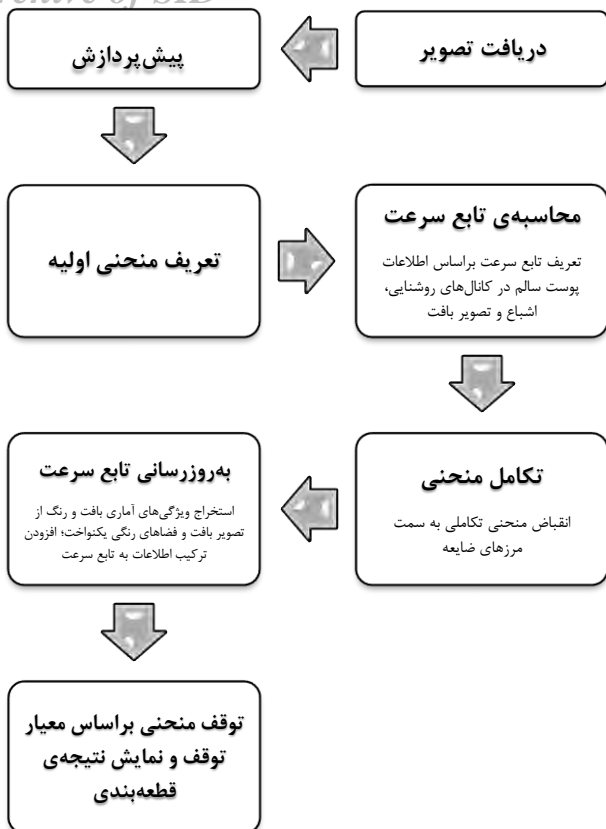 Archive of SID
دریافت تصویر
پیش‌پردازش
تعریف منحنی اولیه
محاسبه‌ی تابع سرعت
تعریف تابع سرعت براساس اطلاعات
پوست سالم در کانال‌های روشنایی،
اشباع و تصویر بافت
تکامل منحنی
انقباض منحنی تکاملی به سمت
مرزهای ضایعه
به‌روزرسانی تابع سرعت
استخراج ویژگی‌های آماری بافت و رنگ از
تصویر بافت و فضاهای رنگی یکنواخت؛ افزودن
ترکیب اطلاعات به تابع سرعت
توقف منحنی براساس معیار
توقف و نمایش نتیجه‌ی
قطعه‌بندی